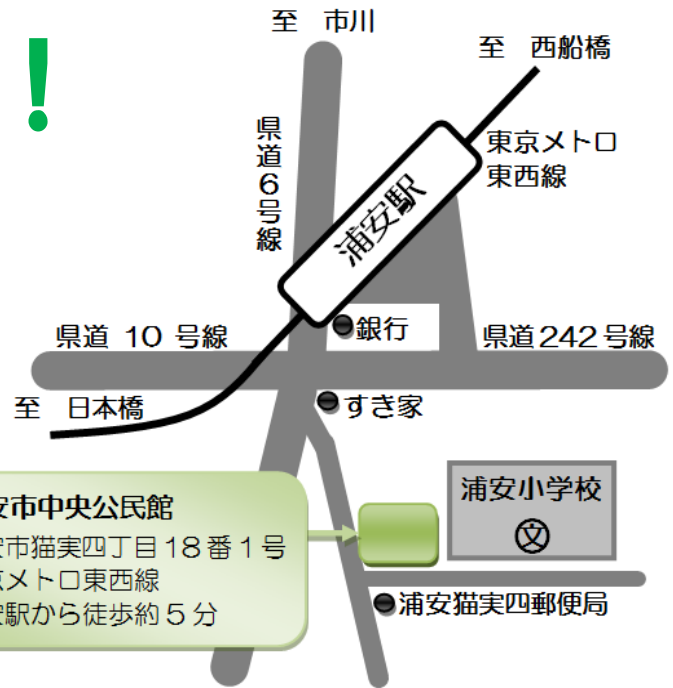 !
至 市川
至 西船橋
県道6号線
東京メトロ
東西線
浦安駅
銀行
県道 10 号線
県道242号線
至 日本橋
すき家
安市中央公民館
安市猫実四丁目18番1号
京メトロ東西線
安駅から徒歩約5分
浦安小学校
文
浦安猫実四郵便局